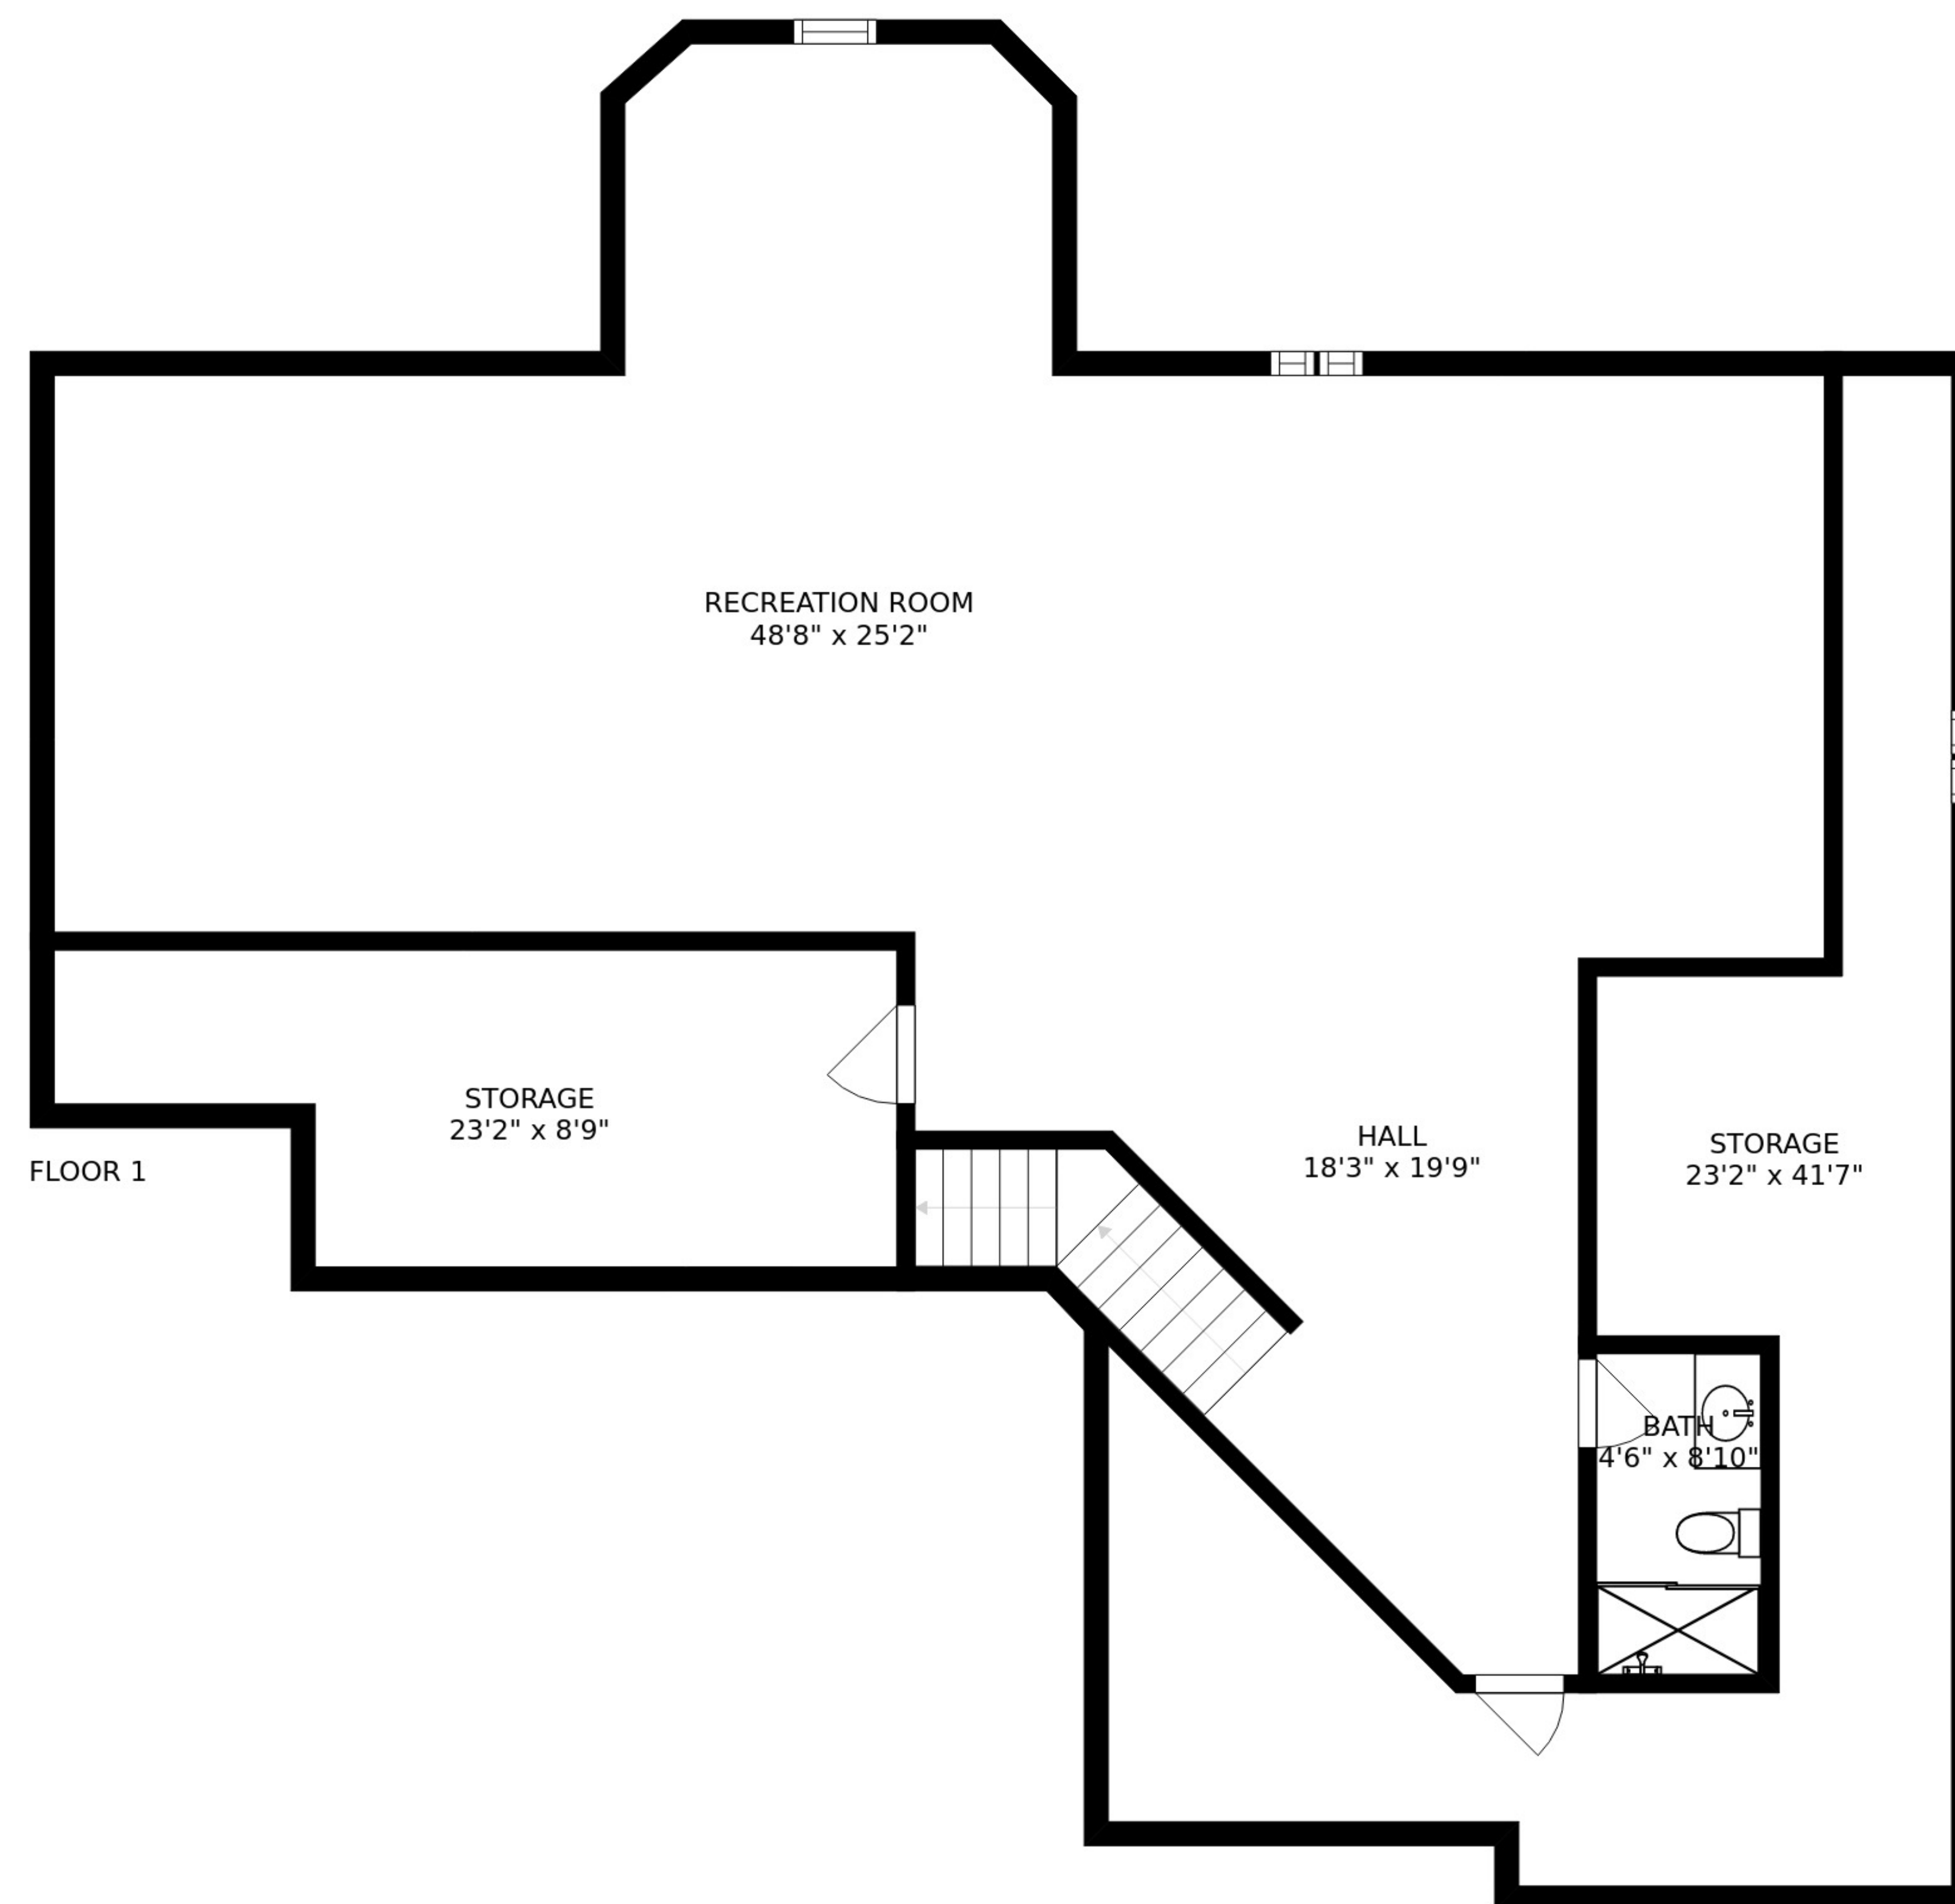 RECREATION ROOM
48'8" x 25'2"
STORAGE
23'2" x 8'9"
FLOOR 1
HALL
18'3" x 19'9"
STORAGE
23'2" x 41'7"
BATH
4'6" x 8'10"